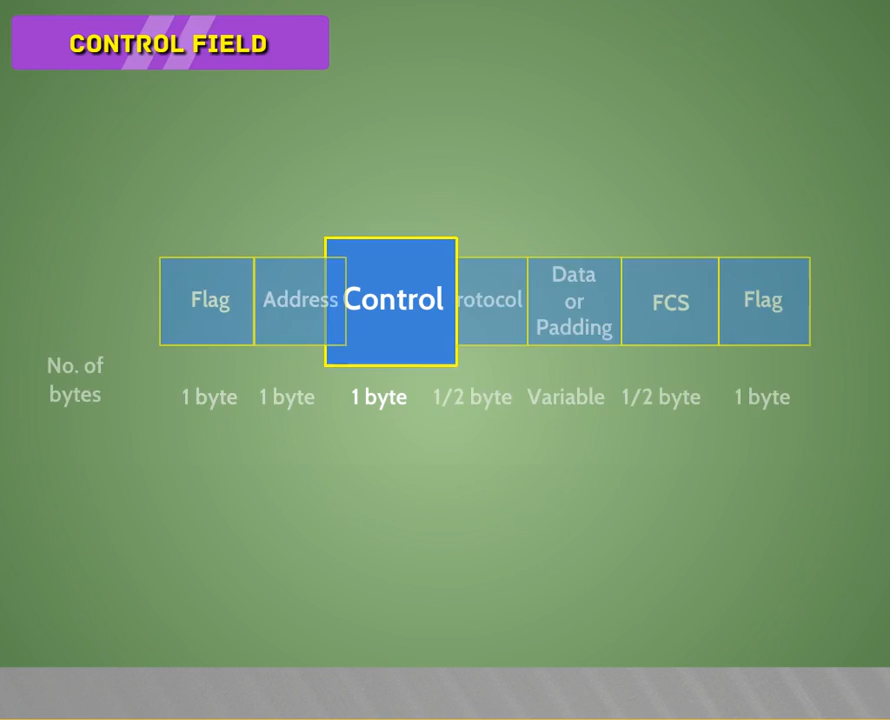 CONTROL FIELD
Flag
Address
Control
rotocol
Data
or
Padding
FCS
Flag
No. of
bytes
1 byte
1 byte
1 byte
1/2 byte
Variable
1/2 byte
1 byte